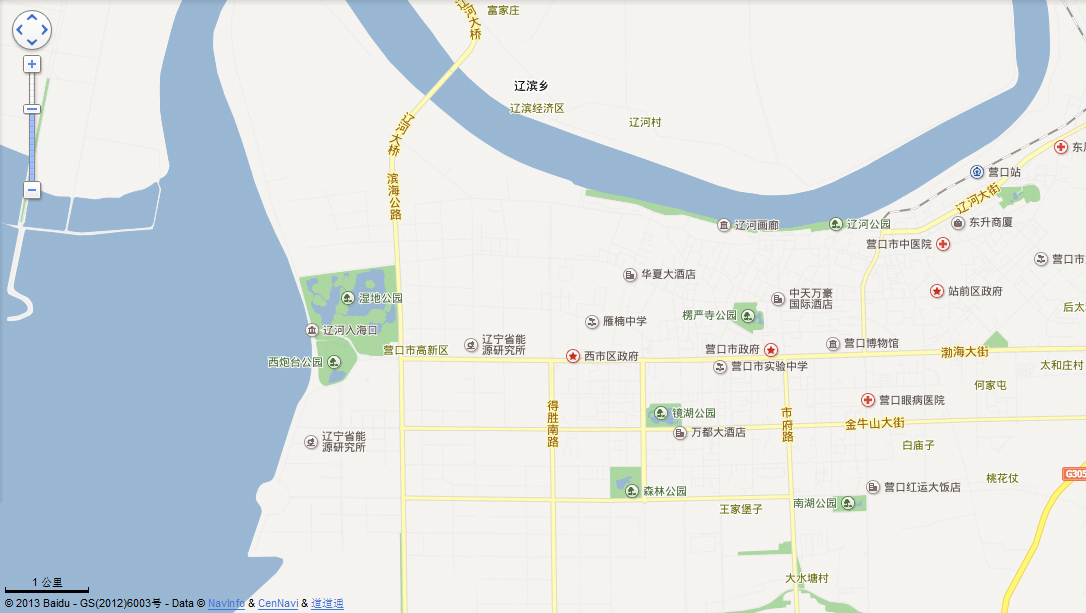 富家庄
辽河大桥
辽滨乡
辽滨经济区
辽河村
辽河大桥
滨海公路
营口站
辽河大街
东升商厦
辽河画廊
辽河公园
营口市中医院
营口市
华夏大酒店
湿地公园
中天万豪
国际酒店
站前区政府
后太
楞严寺公园
雁楠中学
辽河入海口
辽宁省能
源研究所
营口市高新区
西市区政府
营口市政府
营口博物馆
渤海大街
西炮台公园
营口市实验中学
太和庄村
何家屯
得胜南路
镜湖公园
市府路
营口眼病医院
金牛山大街
万都大酒店
辽宁省能
源研究所
白庙子
桃花仗
G305
森林公园
南湖公园
营口红运大饭店
王家堡子
大水塘村
1 公里
© 2013 Baidu - GS(2012)6003号 - Data © NavInfo & CenNavi & 道道通